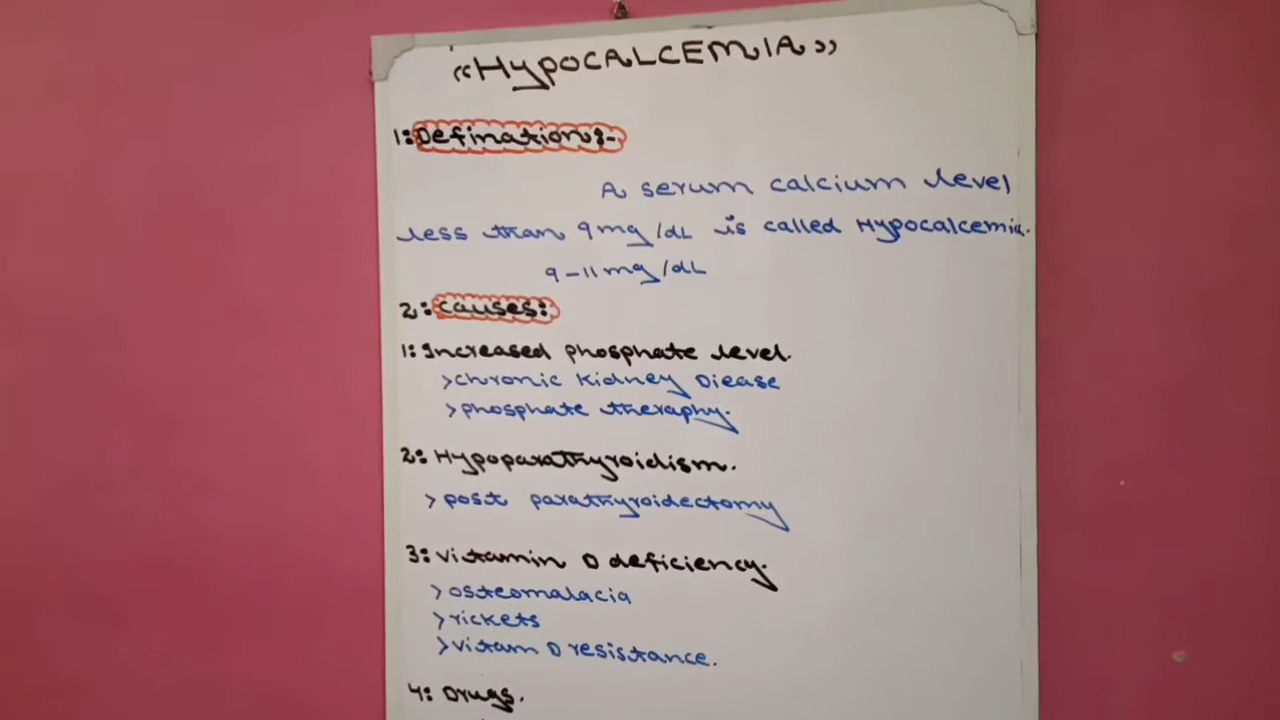 “HYPOCALCEMIA”
1: Defination:-
A serum calcium level
less than 9mg/dL is called Hypocalcemia.
9-11mg/dL
2: Causes:
1: Increased phosphate level.
>chronic Kidney Diease
>phosphate theraphy.
2: Hypoparathyroidism.
>post parathyroidectomy
3: Vitamin D deficiency.
>osteomalacia
>rickets
>vitam D resistance.
4: Drugs.